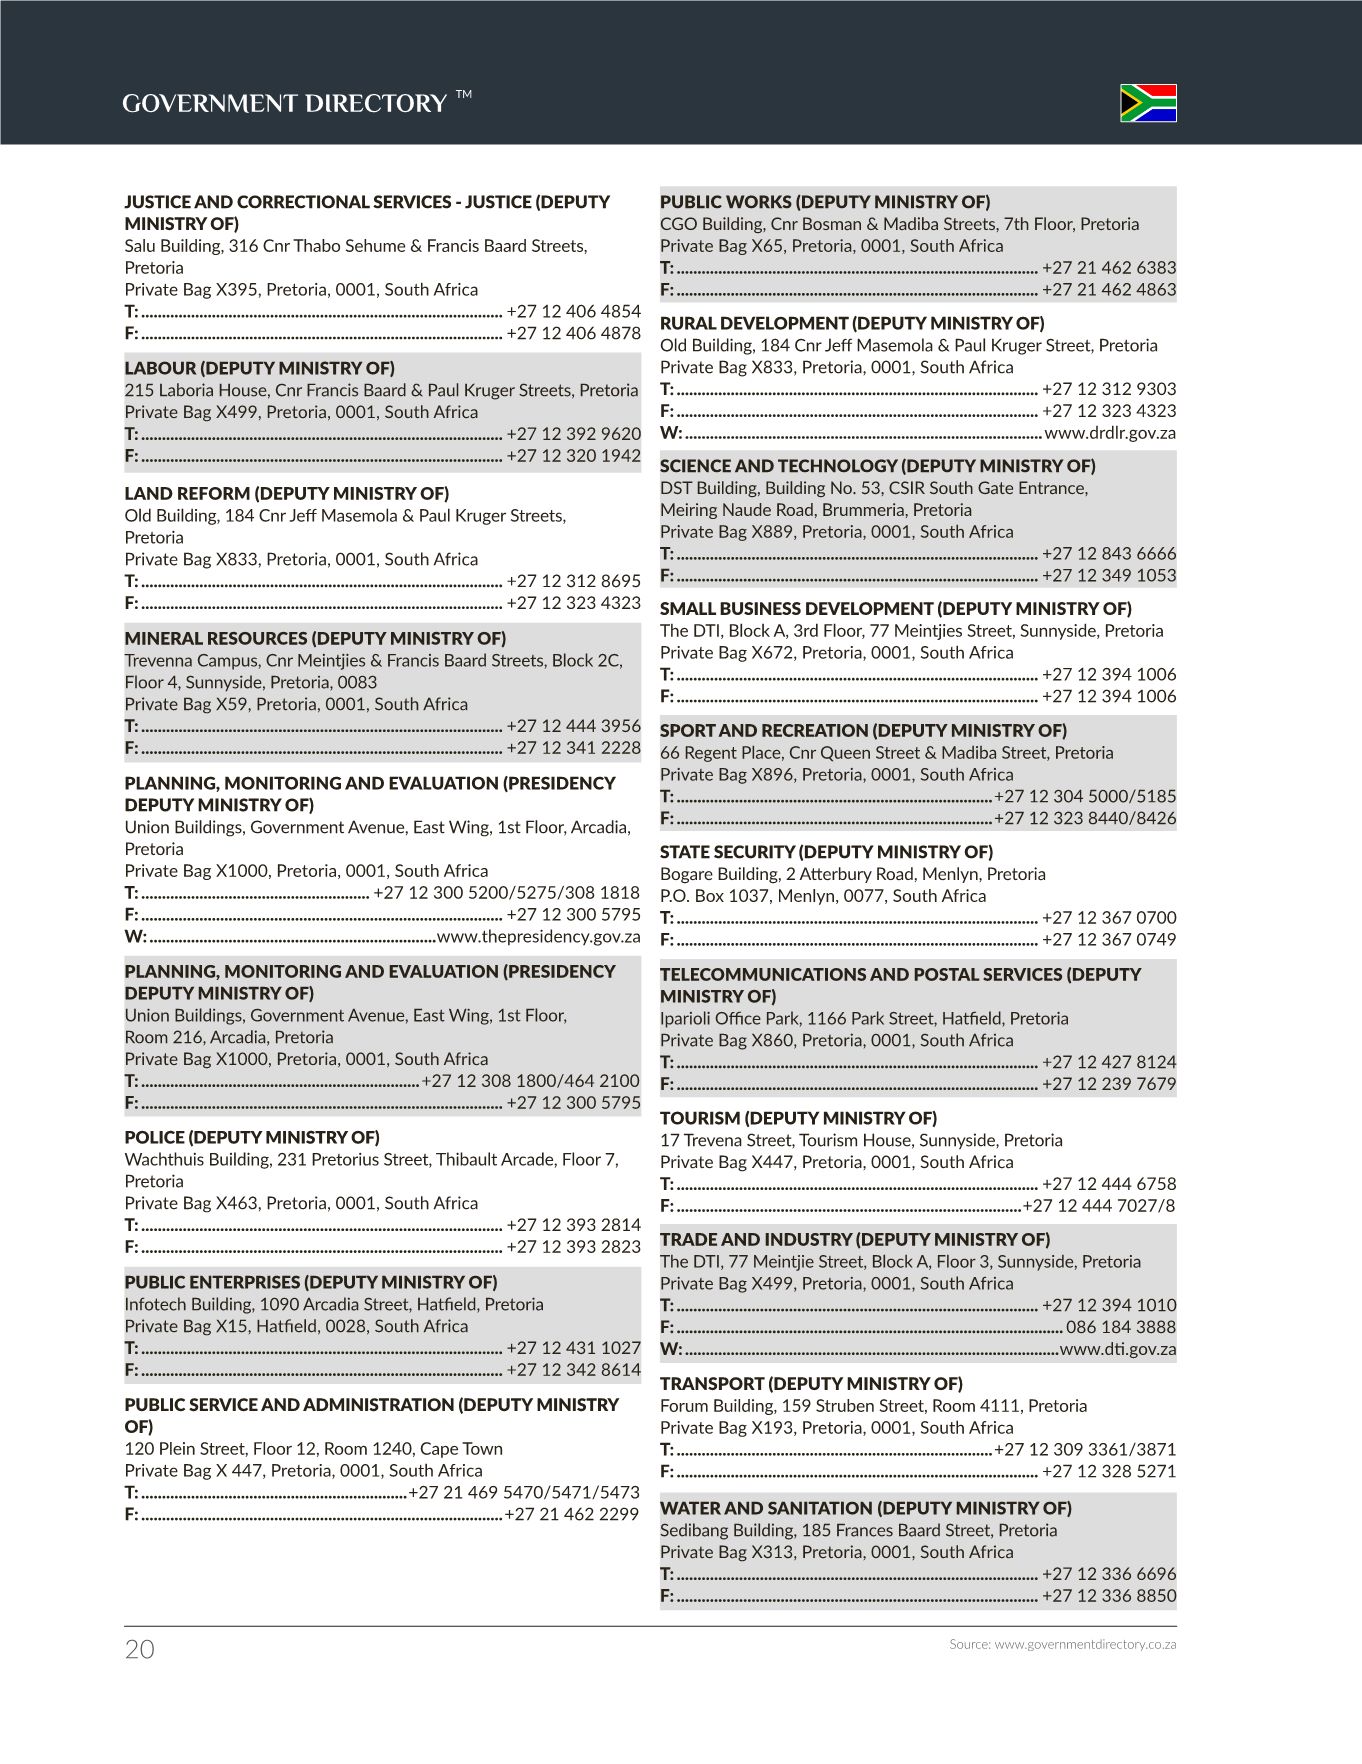 GOVERNMENT DIRECTORY ™
JUSTICE AND CORRECTIONAL SERVICES - JUSTICE (DEPUTY
MINISTRY OF)
Salu Building, 316 Cnr Thabo Sehume & Francis Baard Streets,
Pretoria
Private Bag X395, Pretoria, 0001, South Africa
T: ........ +27 12 406 4854
F: ........ +27 12 406 4878
LABOUR (DEPUTY MINISTRY OF)
215 Laboria House, Cnr Francis Baard & Paul Kruger Streets, Pretoria
Private Bag X499, Pretoria, 0001, South Africa
T: ........ +27 12 392 9620
F: ........ +27 12 320 1942
LAND REFORM (DEPUTY MINISTRY OF)
Old Building, 184 Cnr Jeff Masemola & Paul Kruger Streets,
Pretoria
Private Bag X833, Pretoria, 0001, South Africa
T: ........ +27 12 312 8695
F: ........ +27 12 323 4323
MINERAL RESOURCES (DEPUTY MINISTRY OF)
Trevenna Campus, Cnr Meintjies & Francis Baard Streets, Block 2C,
Floor 4, Sunnyside, Pretoria, 0083
Private Bag X59, Pretoria, 0001, South Africa
T: ........ +27 12 444 3956
F: ........ +27 12 341 2228
PLANNING, MONITORING AND EVALUATION (PRESIDENCY
DEPUTY MINISTRY OF)
Union Buildings, Government Avenue, East Wing, 1st Floor, Arcadia,
Pretoria
Private Bag X1000, Pretoria, 0001, South Africa
T: ........ +27 12 300 5200/5275/308 1818
F: ........ +27 12 300 5795
W: ........www.thepresidency.gov.za
PLANNING, MONITORING AND EVALUATION (PRESIDENCY
DEPUTY MINISTRY OF)
Union Buildings, Government Avenue, East Wing, 1st Floor,
Room 216, Arcadia, Pretoria
Private Bag X1000, Pretoria, 0001, South Africa
T: ........+27 12 308 1800/464 2100
F: ........ +27 12 300 5795
POLICE (DEPUTY MINISTRY OF)
Wachthuis Building, 231 Pretorius Street, Thibault Arcade, Floor 7,
Pretoria
Private Bag X463, Pretoria, 0001, South Africa
T: ........ +27 12 393 2814
F: ........ +27 12 393 2823
PUBLIC ENTERPRISES (DEPUTY MINISTRY OF)
Infotech Building, 1090 Arcadia Street, Hatfield, Pretoria
Private Bag X15, Hatfield, 0028, South Africa
T: ........ +27 12 431 1027
F: ........ +27 12 342 8614
PUBLIC SERVICE AND ADMINISTRATION (DEPUTY MINISTRY
OF)
120 Plein Street, Floor 12, Room 1240, Cape Town
Private Bag X 447, Pretoria, 0001, South Africa
T: ........+27 21 469 5470/5471/5473
F: ........+27 21 462 2299
PUBLIC WORKS (DEPUTY MINISTRY OF)
CGO Building, Cnr Bosman & Madiba Streets, 7th Floor, Pretoria
Private Bag X65, Pretoria, 0001, South Africa
T: ........ +27 21 462 6383
F: ........ +27 21 462 4863
RURAL DEVELOPMENT (DEPUTY MINISTRY OF)
Old Building, 184 Cnr Jeff Masemola & Paul Kruger Street, Pretoria
Private Bag X833, Pretoria, 0001, South Africa
T: ........ +27 12 312 9303
F: ........ +27 12 323 4323
W: ........www.drdlr.gov.za
SCIENCE AND TECHNOLOGY (DEPUTY MINISTRY OF)
DST Building, Building No. 53, CSIR South Gate Entrance,
Meiring Naude Road, Brummeria, Pretoria
Private Bag X889, Pretoria, 0001, South Africa
T: ........ +27 12 843 6666
F: ........ +27 12 349 1053
SMALL BUSINESS DEVELOPMENT (DEPUTY MINISTRY OF)
The DTI, Block A, 3rd Floor, 77 Meintjies Street, Sunnyside, Pretoria
Private Bag X672, Pretoria, 0001, South Africa
T: ........ +27 12 394 1006
F: ........ +27 12 394 1006
SPORT AND RECREATION (DEPUTY MINISTRY OF)
66 Regent Place, Cnr Queen Street & Madiba Street, Pretoria
Private Bag X896, Pretoria, 0001, South Africa
T: ........+27 12 304 5000/5185
F: ........+27 12 323 8440/8426
STATE SECURITY (DEPUTY MINISTRY OF)
Bogare Building, 2 Atterbury Road, Menlyn, Pretoria
P.O. Box 1037, Menlyn, 0077, South Africa
T: ........ +27 12 367 0700
F: ........ +27 12 367 0749
TELECOMMUNICATIONS AND POSTAL SERVICES (DEPUTY
MINISTRY OF)
Iparioli Office Park, 1166 Park Street, Hatfield, Pretoria
Private Bag X860, Pretoria, 0001, South Africa
T: ........ +27 12 427 8124
F: ........ +27 12 239 7679
TOURISM (DEPUTY MINISTRY OF)
17 Trevena Street, Tourism House, Sunnyside, Pretoria
Private Bag X447, Pretoria, 0001, South Africa
T: ........ +27 12 444 6758
F: ........+27 12 444 7027/8
TRADE AND INDUSTRY (DEPUTY MINISTRY OF)
The DTI, 77 Meintjie Street, Block A, Floor 3, Sunnyside, Pretoria
Private Bag X499, Pretoria, 0001, South Africa
T: ........ +27 12 394 1010
F: ........ 086 184 3888
W: ........www.dti.gov.za
TRANSPORT (DEPUTY MINISTRY OF)
Forum Building, 159 Struben Street, Room 4111, Pretoria
Private Bag X193, Pretoria, 0001, South Africa
T: ........+27 12 309 3361/3871
F: ........ +27 12 328 5271
WATER AND SANITATION (DEPUTY MINISTRY OF)
Sedibang Building, 185 Frances Baard Street, Pretoria
Private Bag X313, Pretoria, 0001, South Africa
T: ........ +27 12 336 6696
F: ........ +27 12 336 8850
20
Source: www.governmentdirectory.co.za